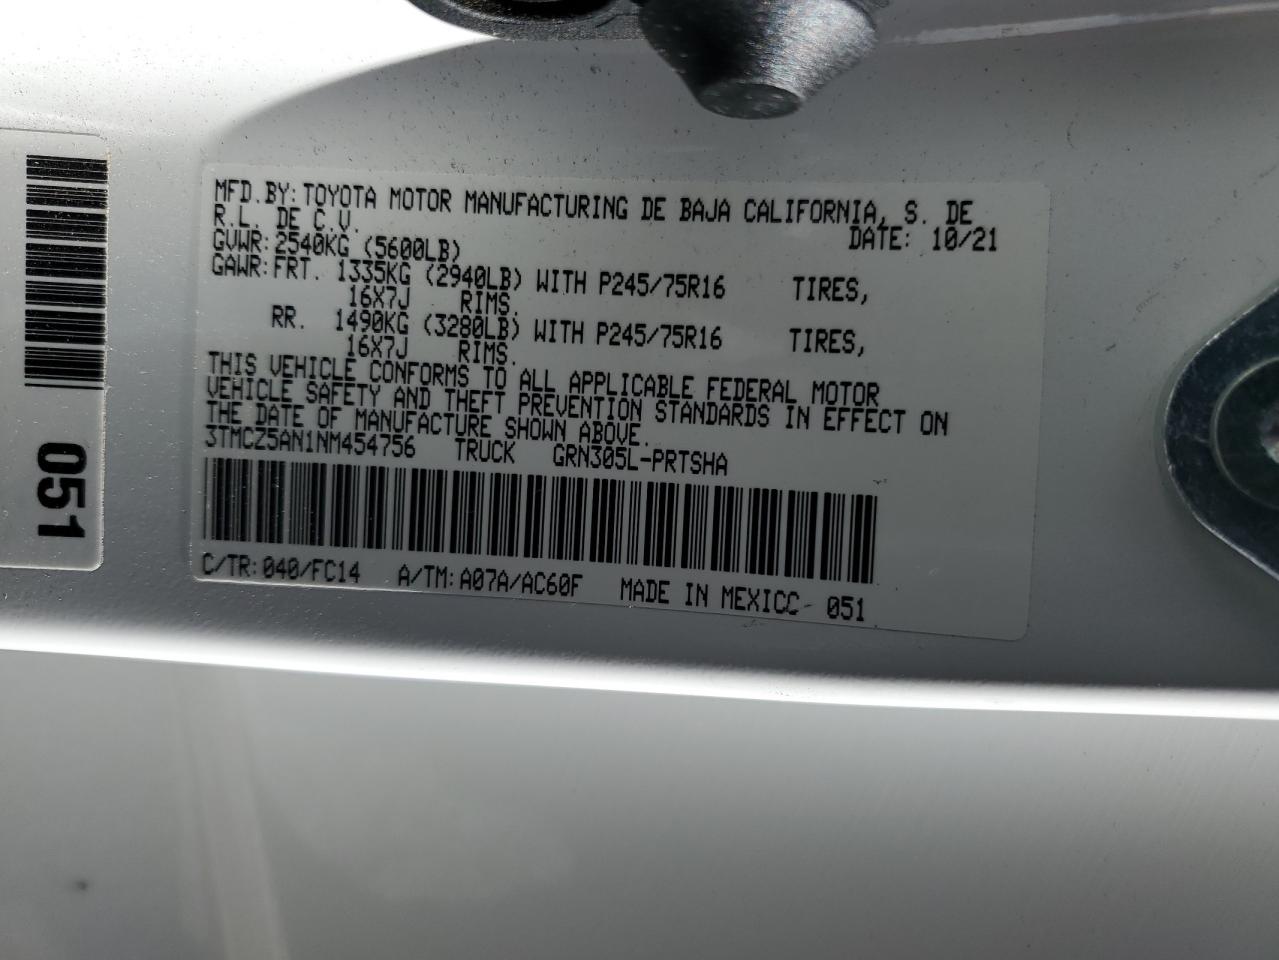 MFD.BY:TOYOTA MOTOR MANUFACTURING DE BAJA CALIFORNIA, S. DE
R.L. DE C.V. DATE: 10/21
GVWR:2540KG (5600LB)
GAWR:FRT. 1335KG (2940LB) WITH P245/75R16 TIRES,
16X7J RIMS.
RR. 1490KG (3280LB) WITH P245/75R16 TIRES,
16X7J RIMS.
THIS VEHICLE CONFORMS TO ALL APPLICABLE FEDERAL MOTOR
VEHICLE SAFETY AND THEFT PREVENTION STANDARDS IN EFFECT ON
THE DATE OF MANUFACTURE SHOWN ABOVE.
3TMCZ5AN1NM454756 TRUCK GRN305L-PRTSHA
C/TR:040/FC14 A/TM:A07A/AC60F MADE IN MEXICO 051
051